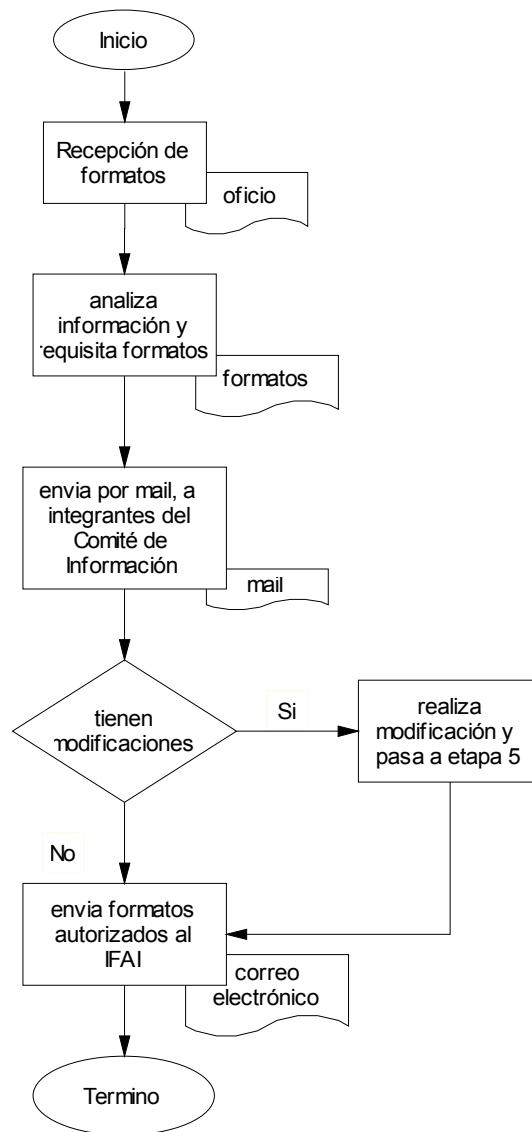 Inicio
Recepción de
formatos
oficio
analiza
información y
requisita formatos
formatos
envia por mail, a
integrantes del
Comité de
Información
mail
tienen
modificaciones
Si
realiza
modificación y
pasa a etapa 5
No
envia formatos
autorizados al
IFAI
correo
electrónico
Termino